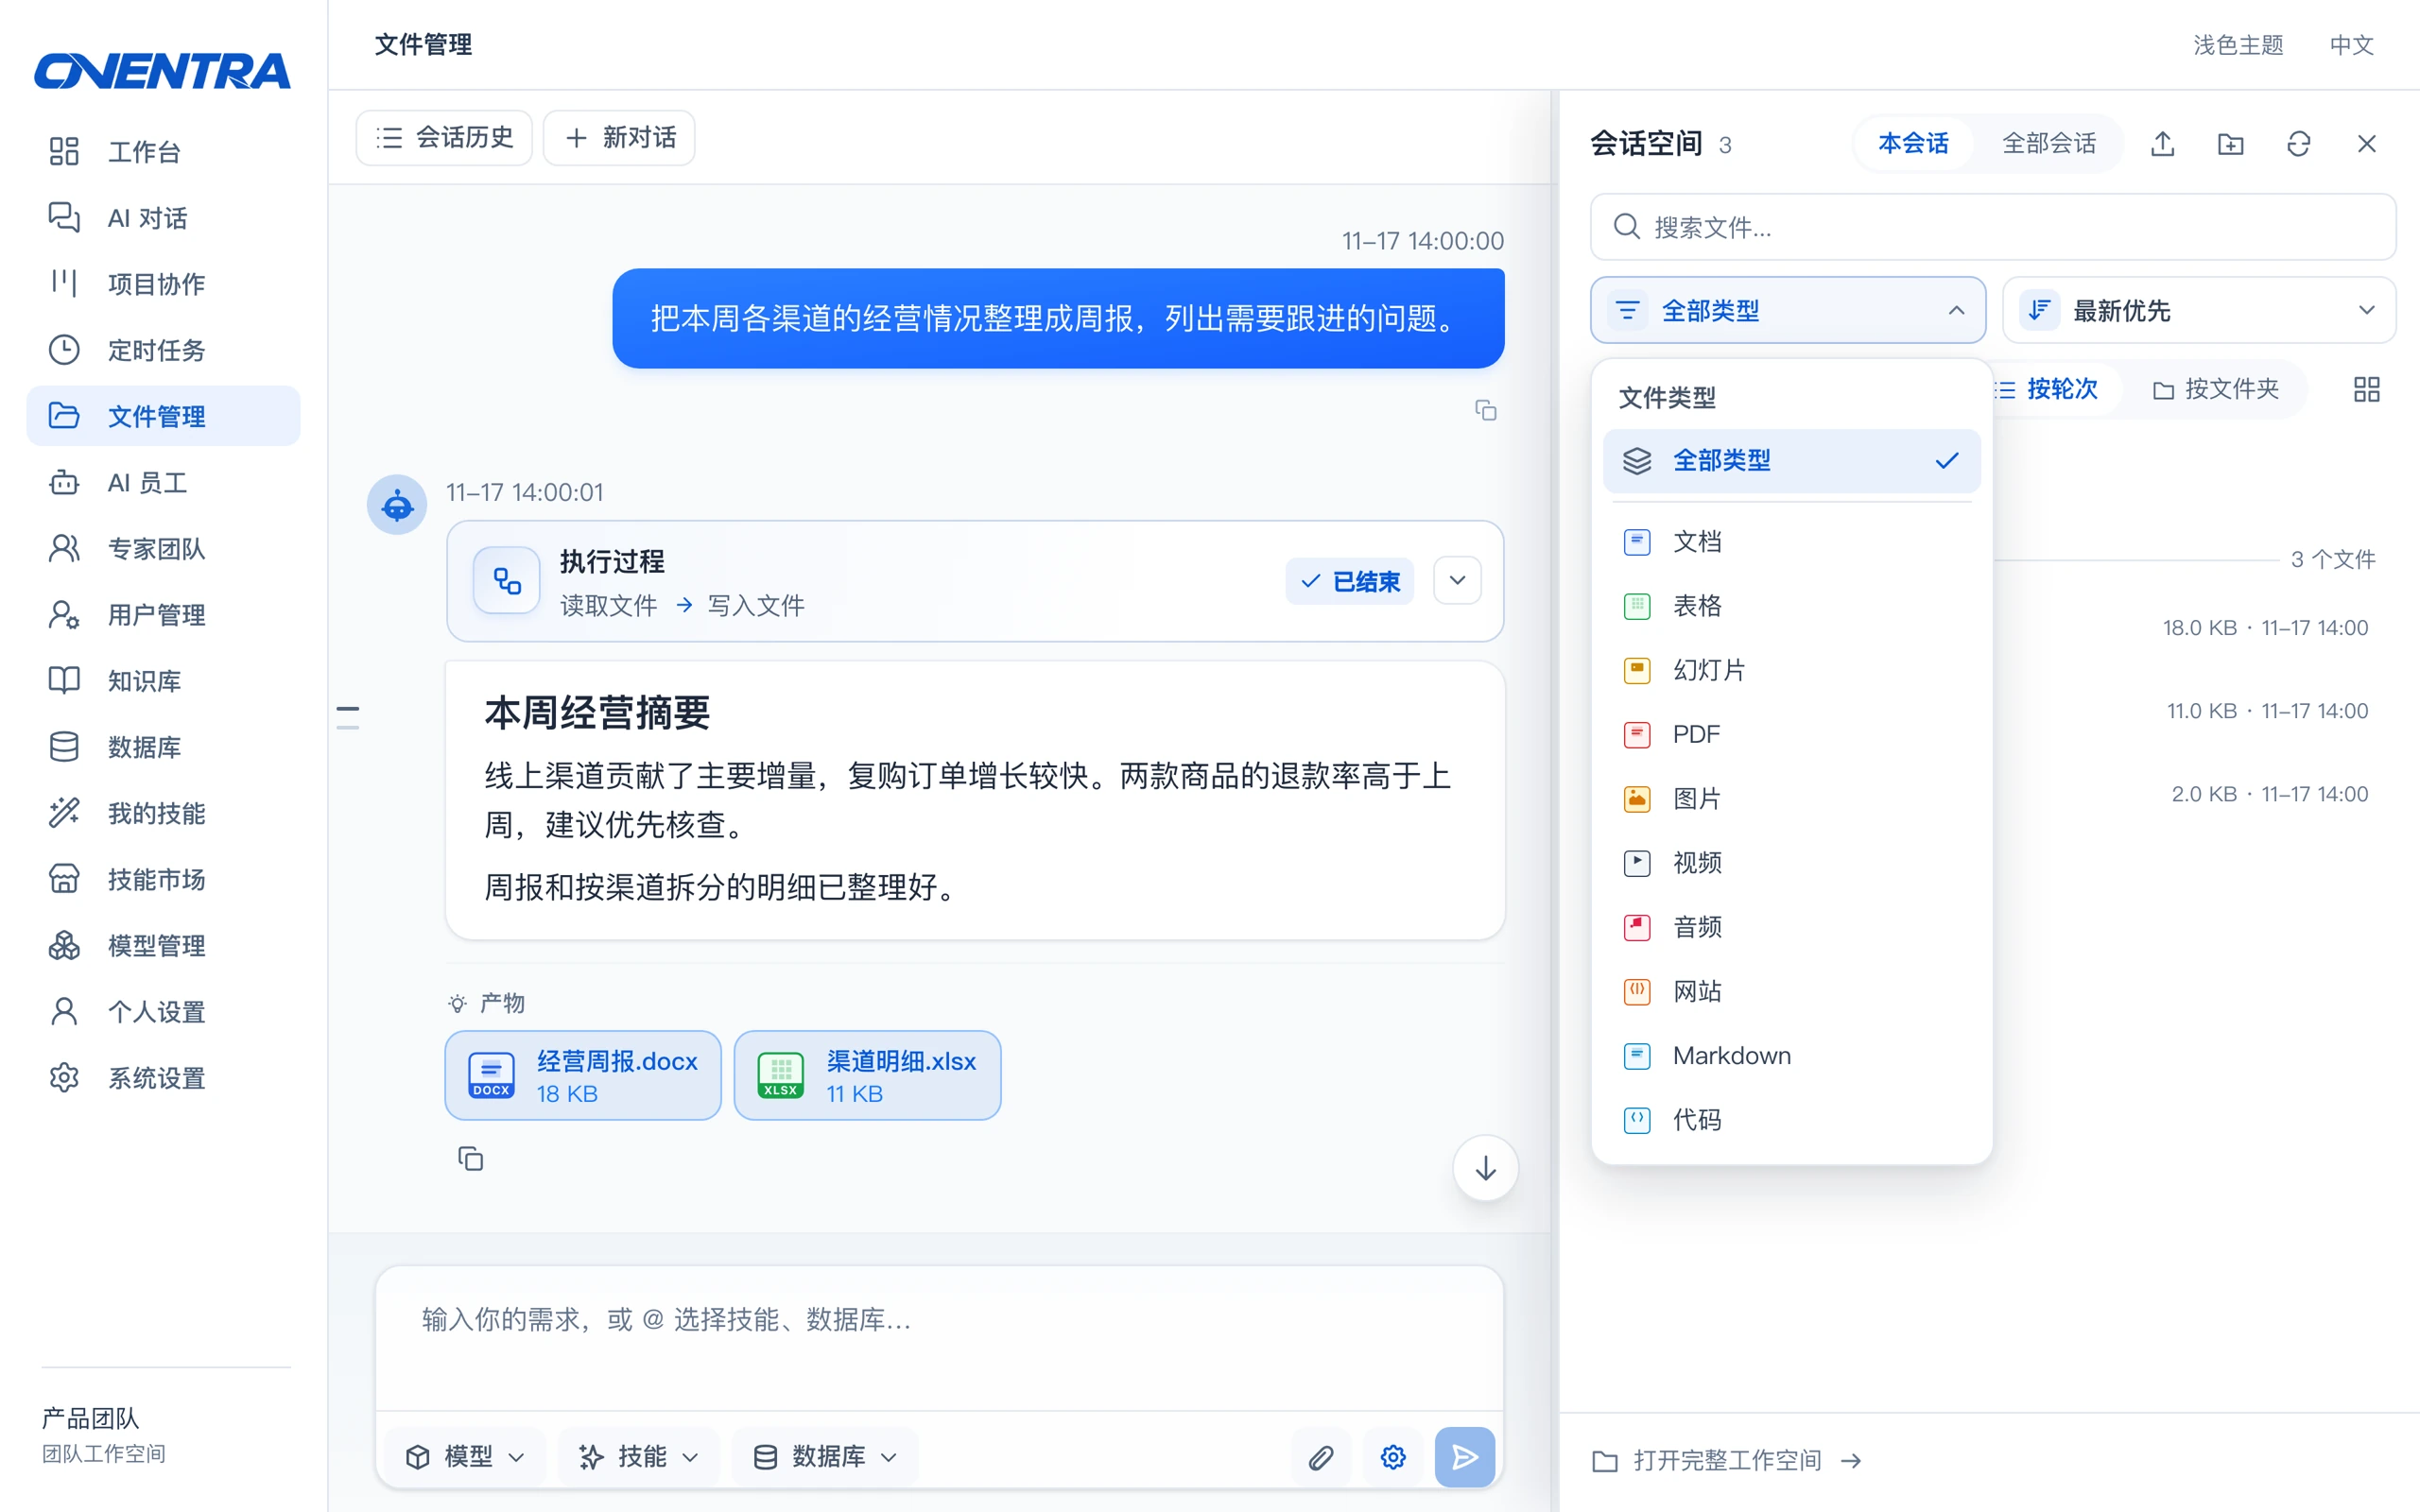 ONENTRA
工作台
AI 对话
项目协作
定时任务
文件管理
AI 员工
专家团队
用户管理
知识库
数据库
我的技能
技能市场
模型管理
个人设置
系统设置
产品团队
团队工作空间
文件管理
浅色主题
中文
会话历史
新对话
11-17 14:00:00
把本周各渠道的经营情况整理成周报，列出需要跟进的问题。
11-17 14:00:01
执行过程
读取文件 → 写入文件
已结束
本周经营摘要
线上渠道贡献了主要增量，复购订单增长较快。两款商品的退款率高于上
周，建议优先核查。
周报和按渠道拆分的明细已整理好。
产物
DOCX
经营周报.docx
18 KB
XLSX
渠道明细.xlsx
11 KB
输入你的需求，或 @ 选择技能、数据库...
模型
技能
数据库
会话空间 3
本会话
全部会话
搜索文件...
全部类型
最新优先
按轮次
按文件夹
文件类型
全部类型
文档
表格
幻灯片
PDF
图片
视频
音频
网站
Markdown
代码
3 个文件
18.0 KB · 11-17 14:00
11.0 KB · 11-17 14:00
2.0 KB · 11-17 14:00
打开完整工作空间 →